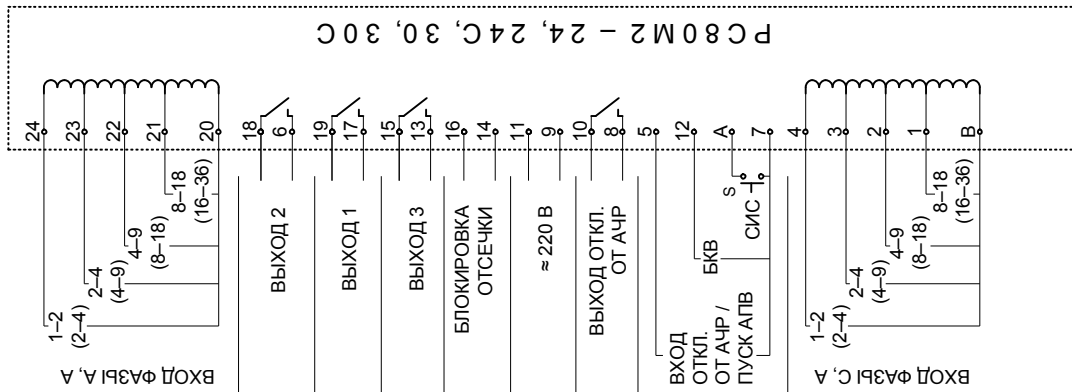 РС80М2 – 24, 24С, 30, 30С
24
23
22
21
20
18
6
19
17
15
13
16
14
11
9
10
8
5
12
А
7
4
3
2
1
В
1–2
(2–4)
2–4
(4–9)
4–9
(8–18)
8–18
(16–36)
ВХОД ФАЗЫ А, А
ВЫХОД 2
ВЫХОД 1
ВЫХОД 3
БЛОКИРОВКА
ОТСЕЧКИ
≈ 220 В
ВЫХОД ОТКЛ.
ОТ АЧР
ВХОД
ОТКЛ.
ОТ АЧР /
ПУСК АПВ
БКВ
S
СИС
1–2
(2–4)
2–4
(4–9)
4–9
(8–18)
8–18
(16–36)
ВХОД ФАЗЫ С, А